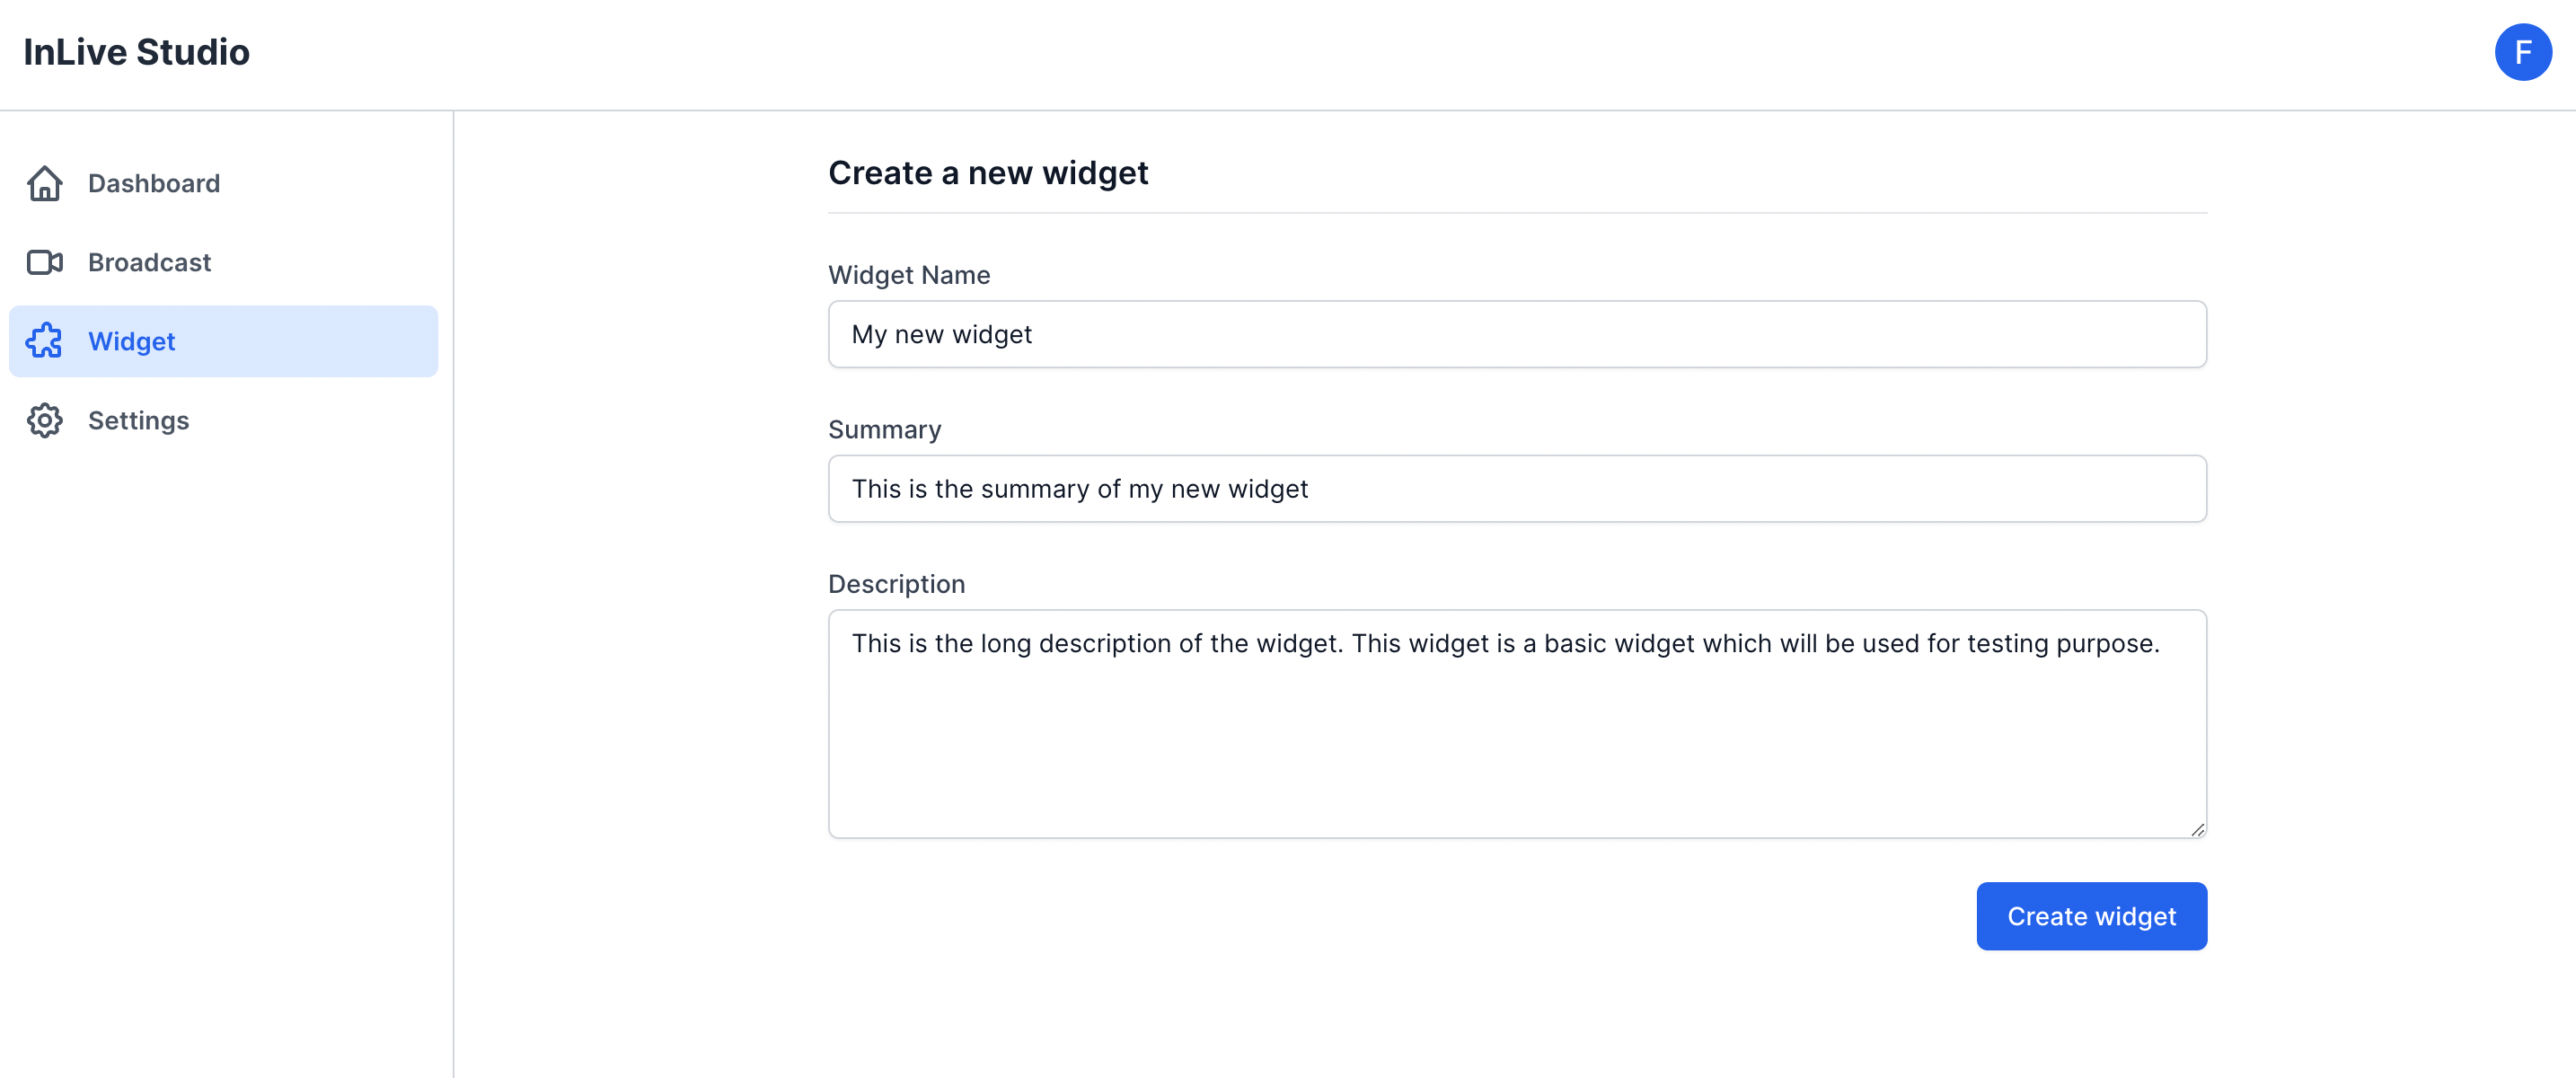 InLive Studio
F
Dashboard
Broadcast
Widget
Settings
Create a new widget
Widget Name
My new widget
Summary
This is the summary of my new widget
Description
This is the long description of the widget. This widget is a basic widget which will be used for testing purpose.
Create widget